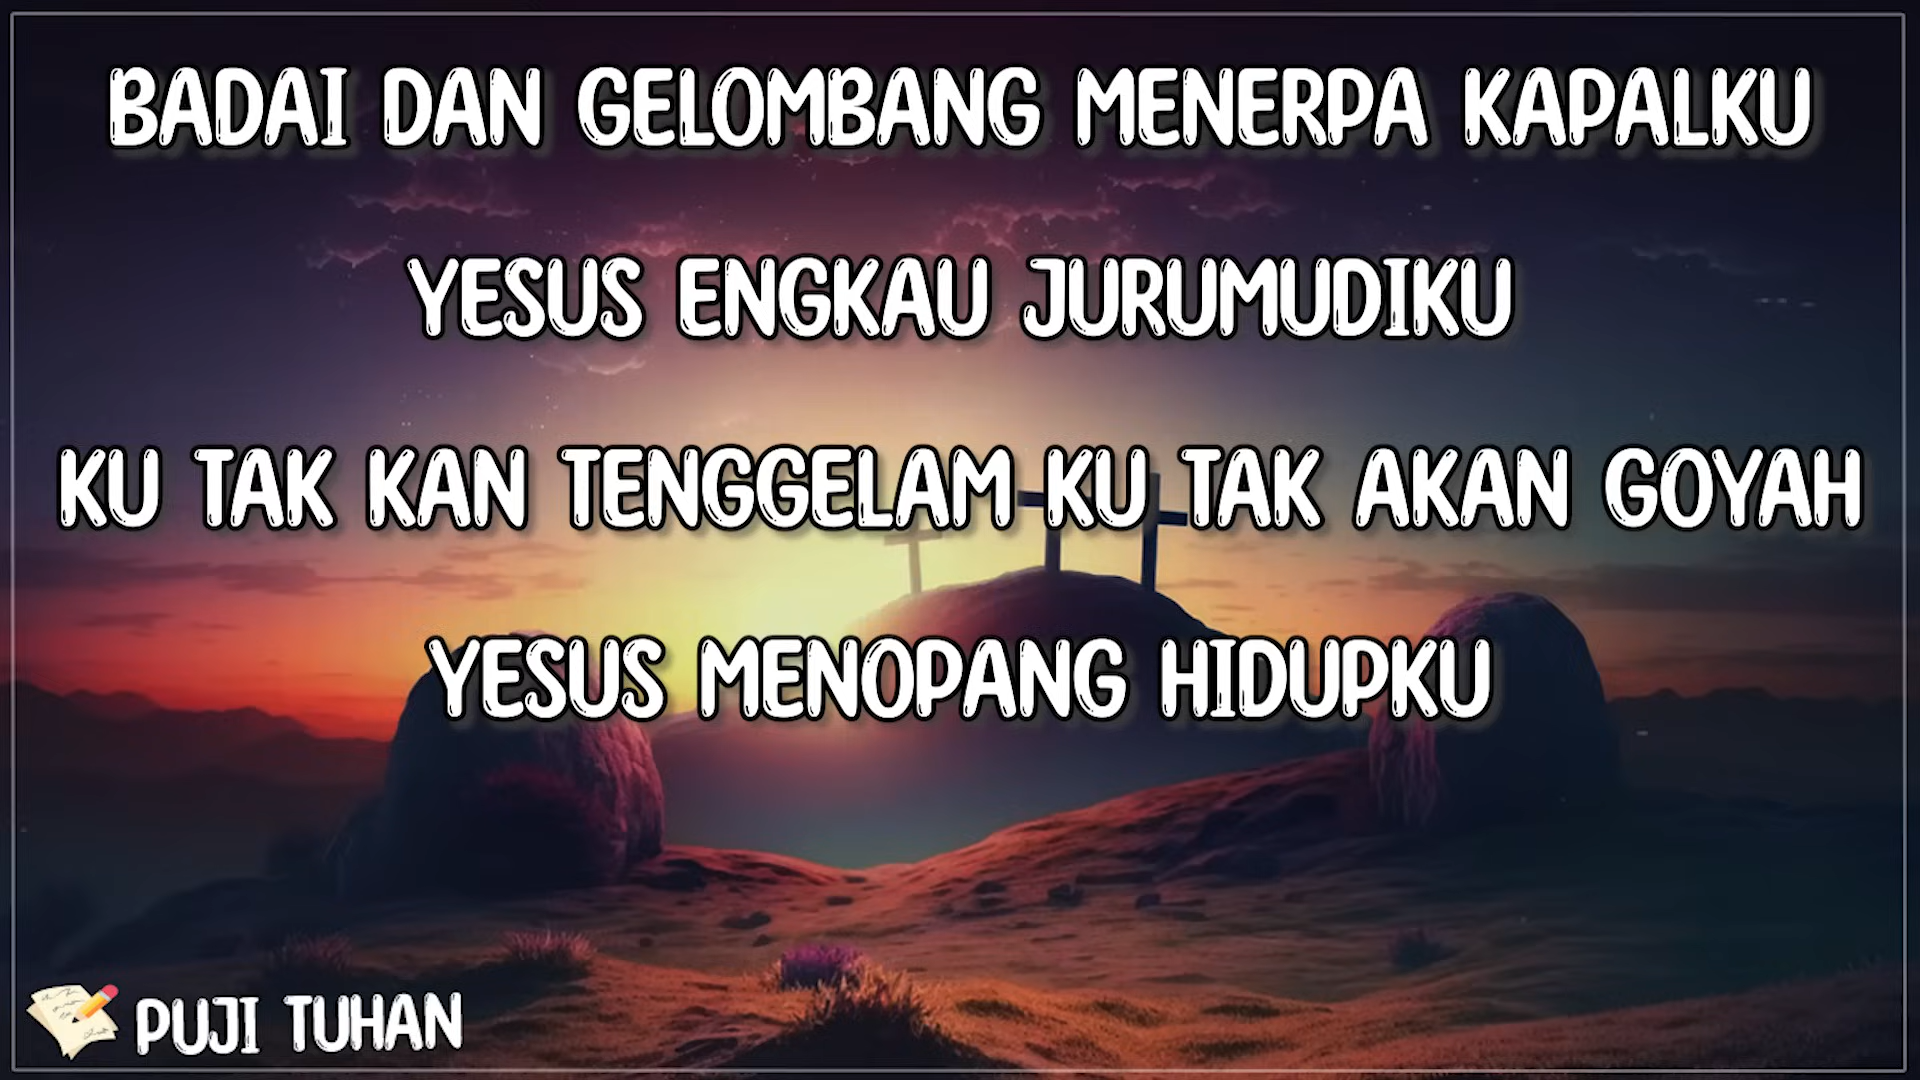 BADAI DAN GELOMBANG MENERPA KAPALKU
YESUS ENGKAU JURUMUDIKU
KU TAK KAN TENGGELAM KU TAK AKAN GOYAH
YESUS MENOPANG HIDUPKU
PUJI TUHAN